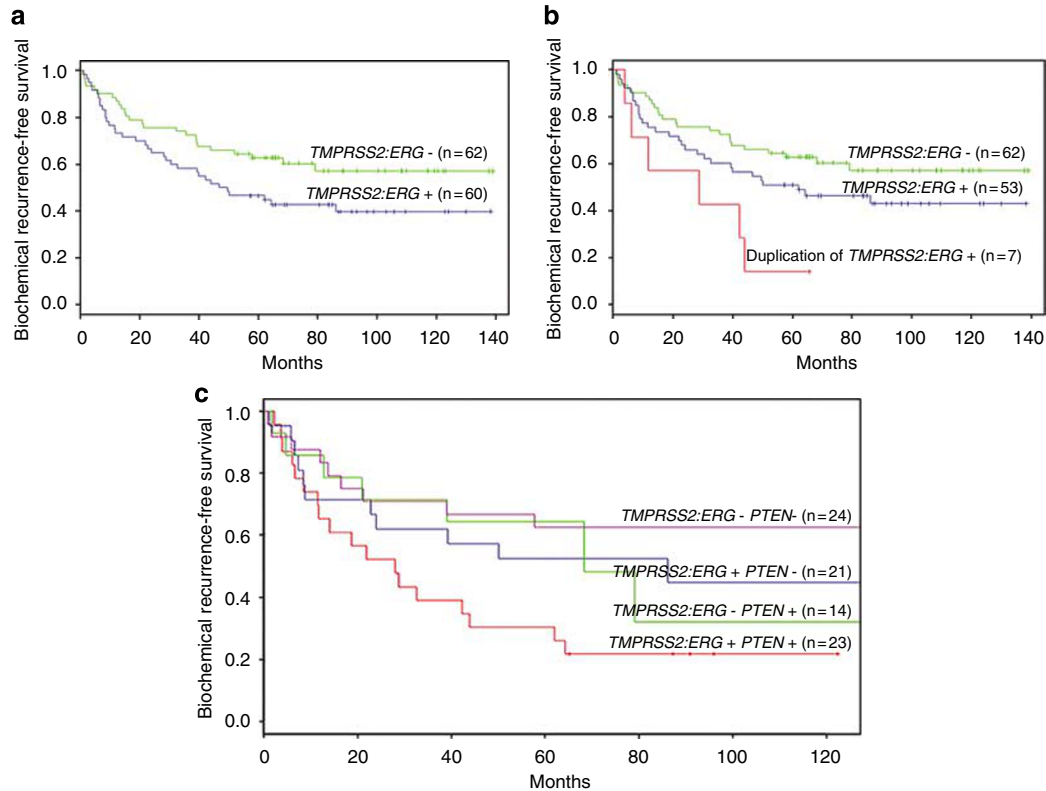 a
Biochemical recurrence-free survival
1.0
0.8
0.6
0.4
0.2
0.0
TMPRSS2:ERG - (n=62)
TMPRSS2:ERG + (n=60)
0 20 40 60 80 100 120 140
Months
b
Biochemical recurrence-free survival
1.0
0.8
0.6
0.4
0.2
0.0
TMPRSS2:ERG - (n=62)
TMPRSS2:ERG + (n=53)
Duplication of TMPRSS2:ERG + (n=7)
0 20 40 60 80 100 120 140
Months
c
Biochemical recurrence-free survival
1.0
0.8
0.6
0.4
0.2
0.0
TMPRSS2:ERG - PTEN- (n=24)
TMPRSS2:ERG + PTEN - (n=21)
TMPRSS2:ERG - PTEN + (n=14)
TMPRSS2:ERG + PTEN + (n=23)
0 20 40 60 80 100 120
Months